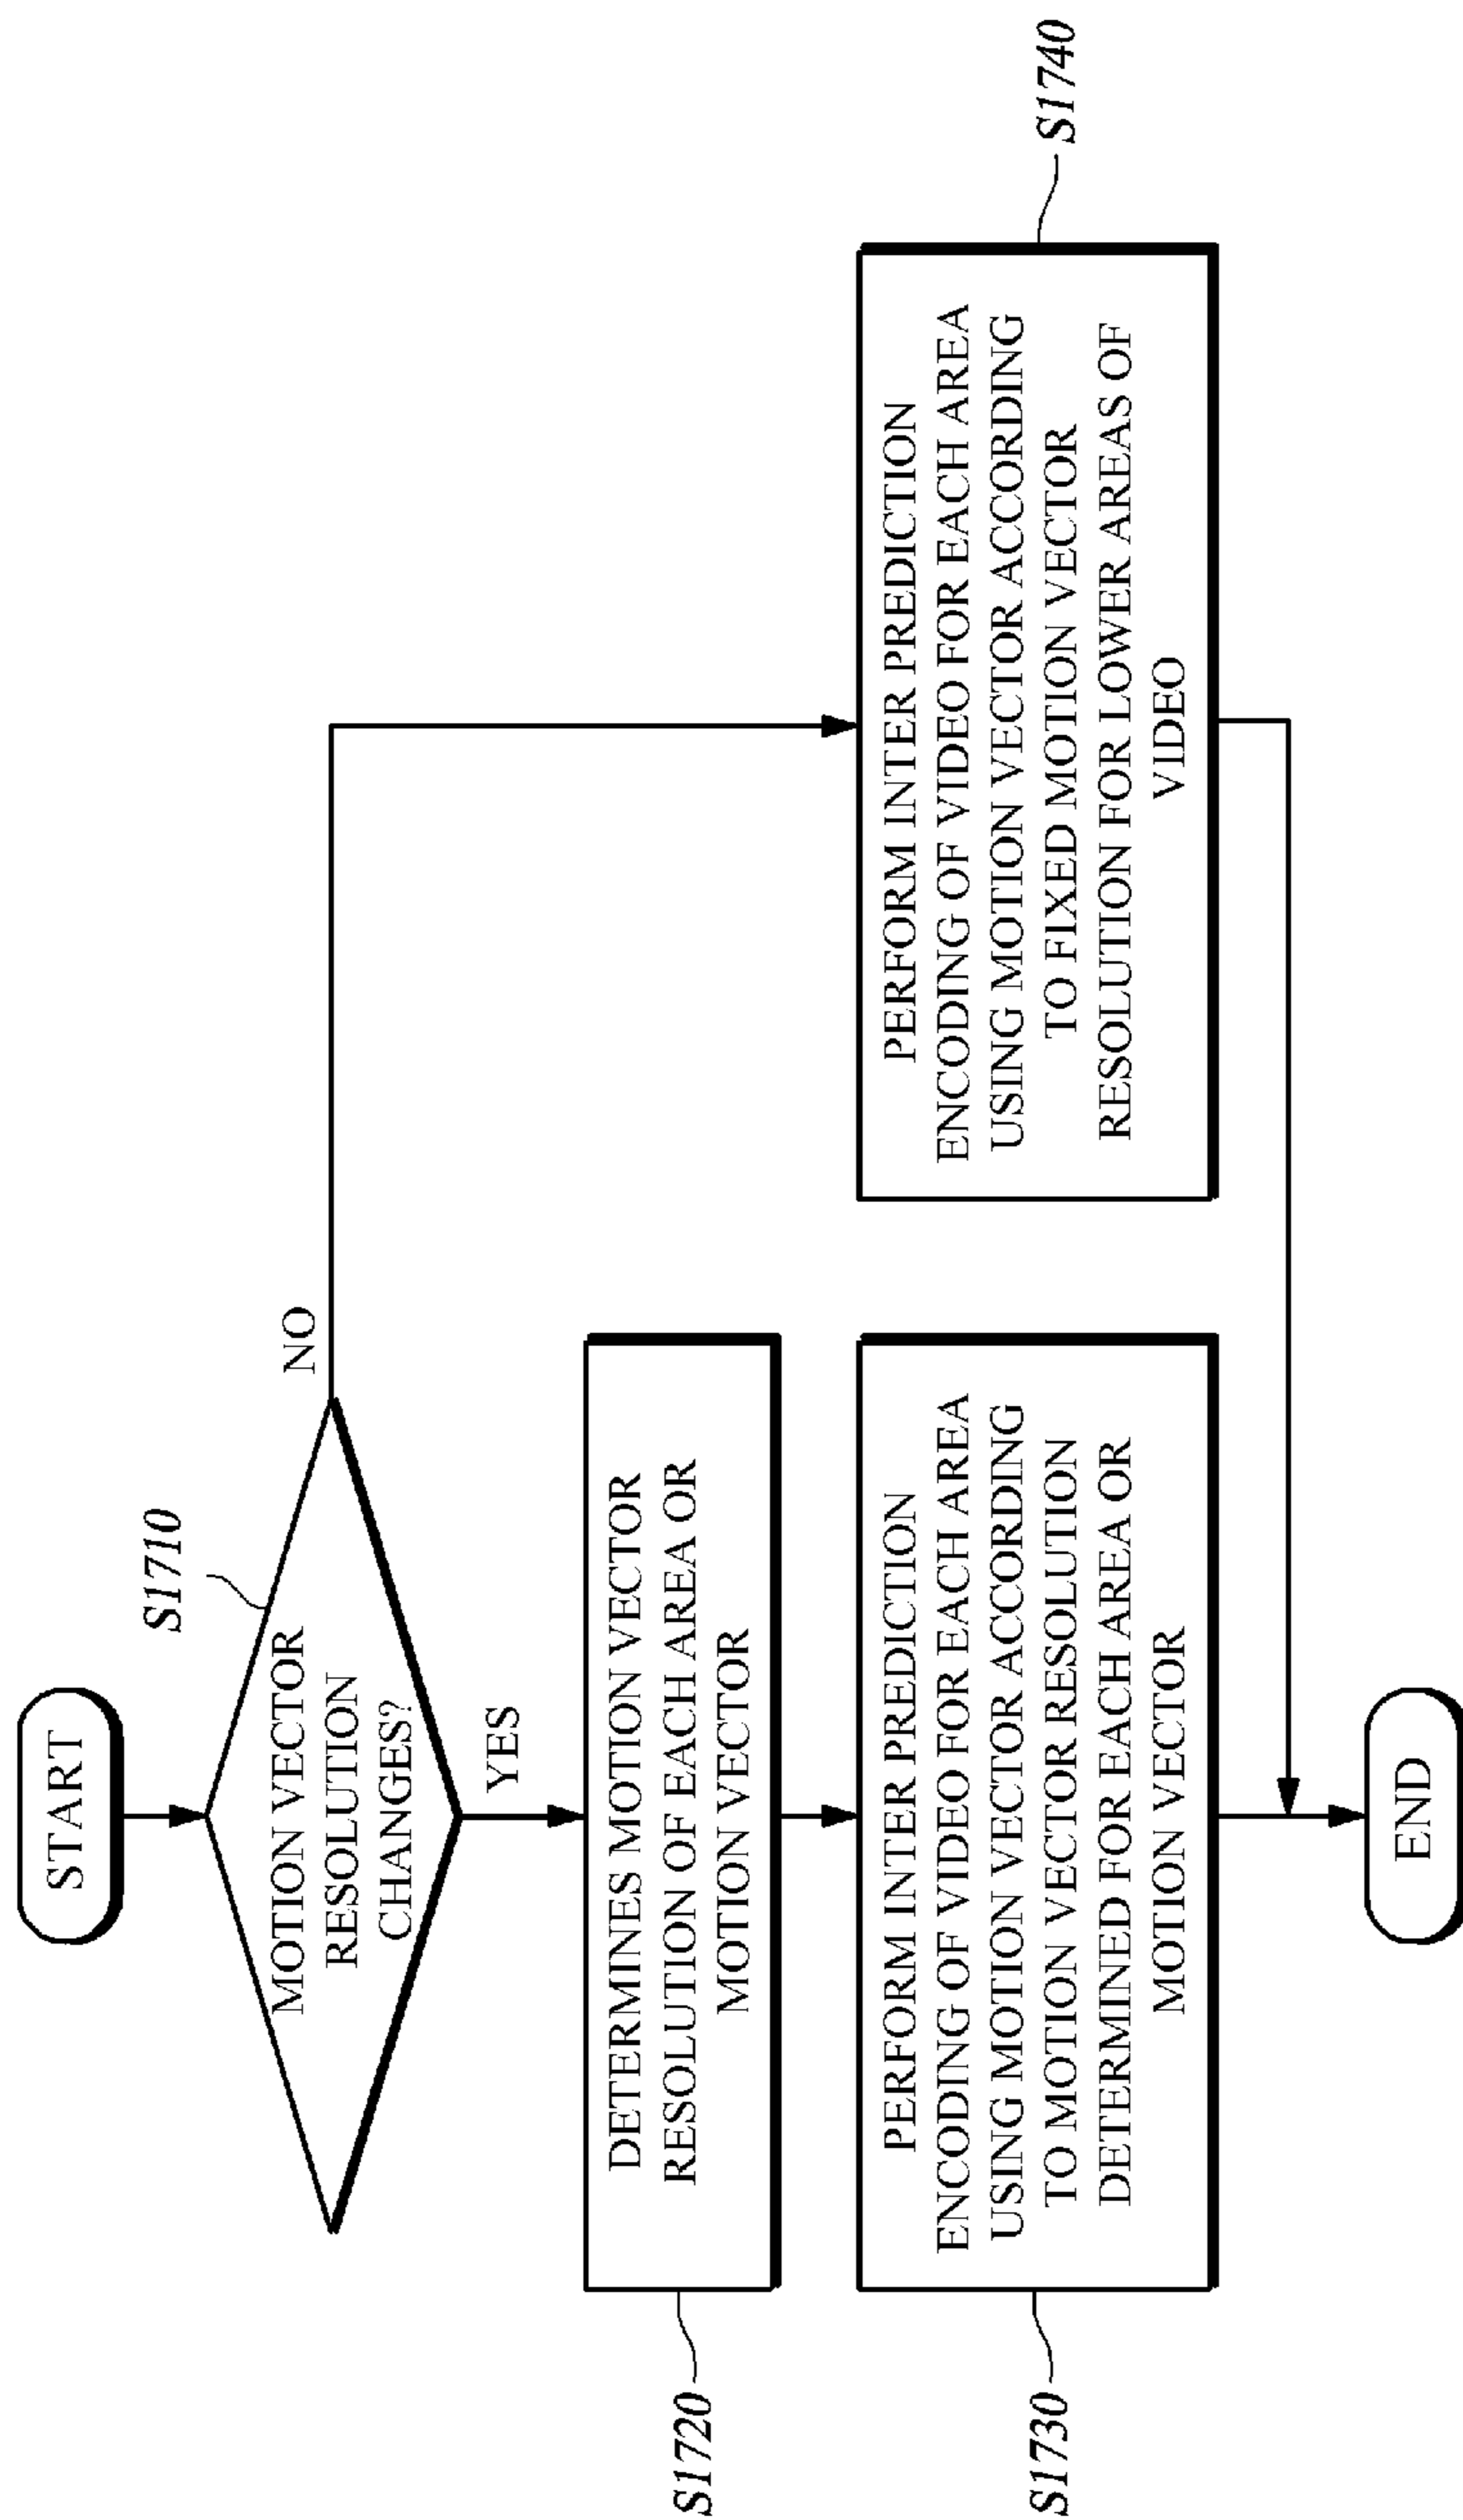 START
S1710
MOTION VECTOR
RESOLUTION
CHANGES?
NO
YES
S1720
DETERMINES MOTION VECTOR
RESOLUTION OF EACH AREA OR
MOTION VECTOR
S1730
PERFORM INTER PREDICTION
ENCODING OF VIDEO FOR EACH AREA
USING MOTION VECTOR ACCORDING
TO MOTION VECTOR RESOLUTION
DETERMINED FOR EACH AREA OR
MOTION VECTOR
S1740
PERFORM INTER PREDICTION
ENCODING OF VIDEO FOR EACH AREA
USING MOTION VECTOR ACCORDING
TO FIXED MOTION VECTOR
RESOLUTION FOR LOWER AREAS OF
VIDEO
END